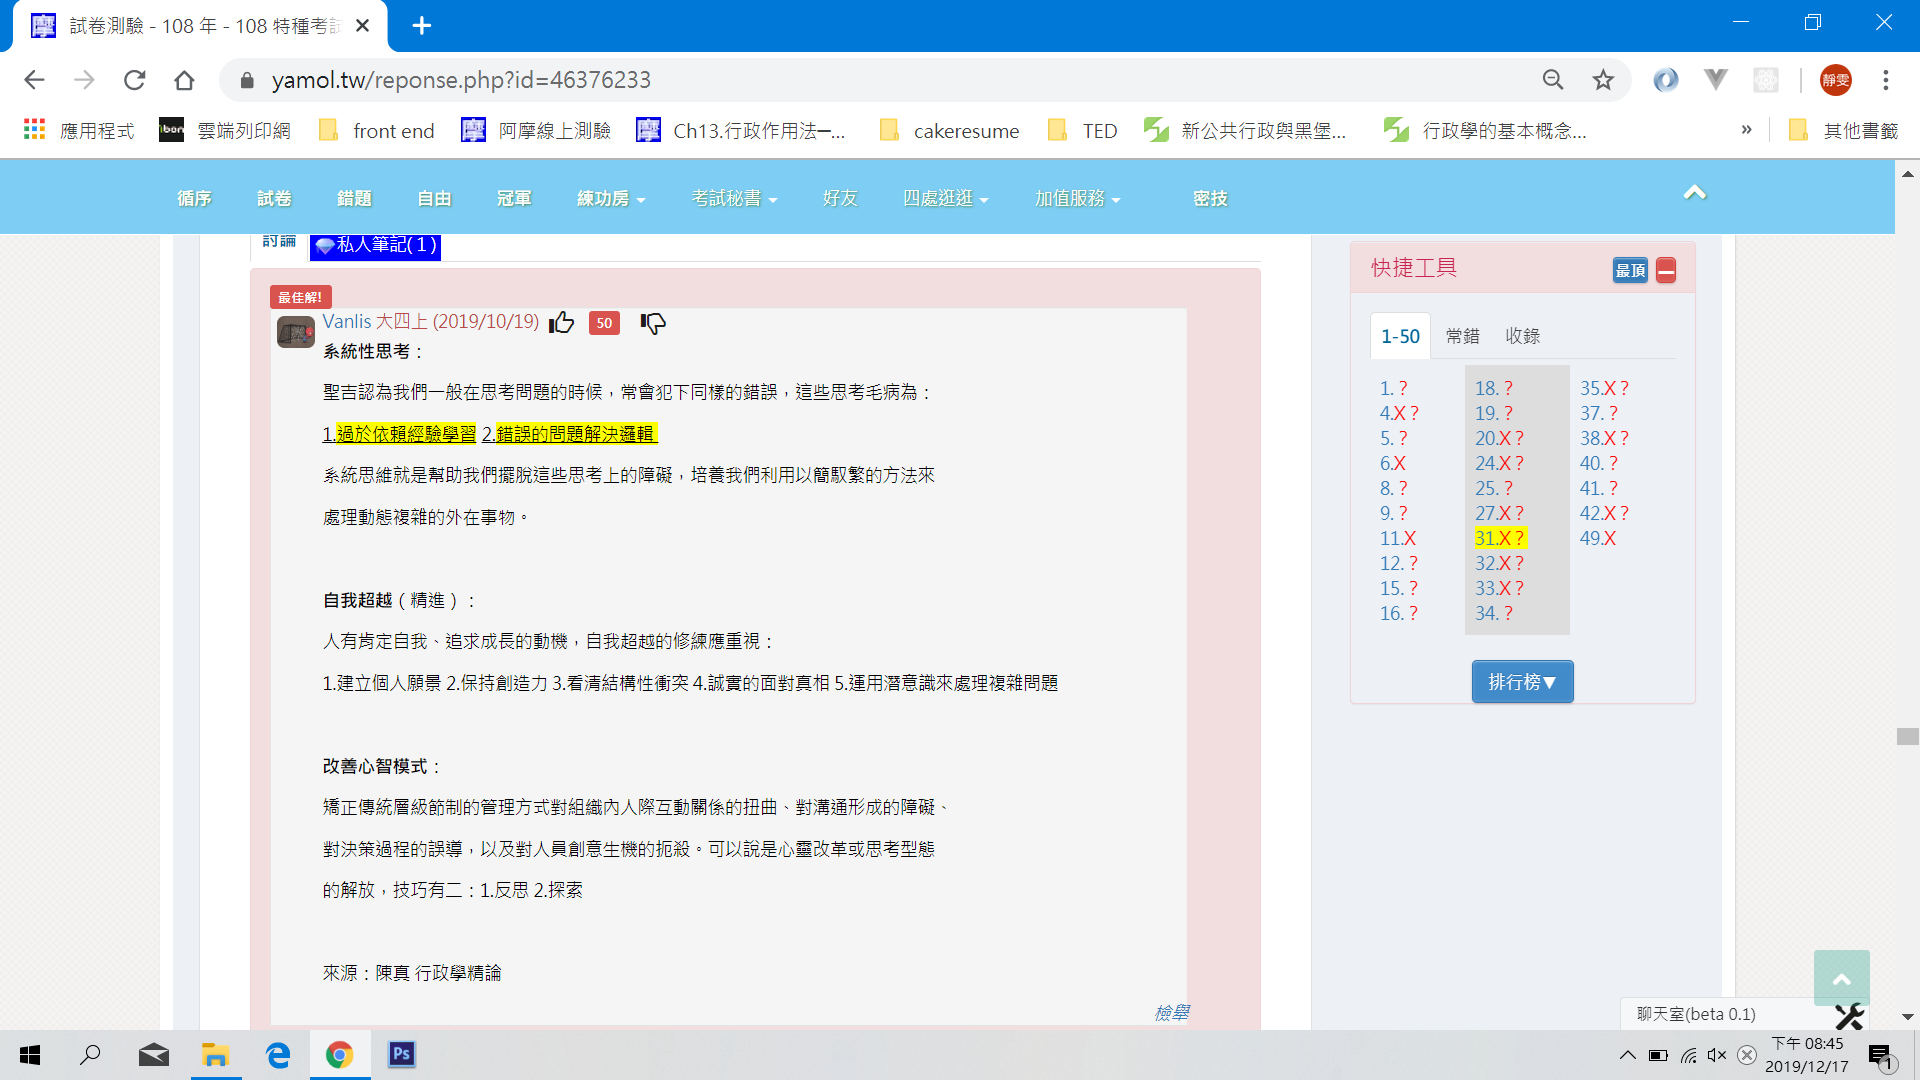 試卷測驗 - 108 年 - 108 特種考試
yamol.tw/reponse.php?id=46376233
靜雯
應用程式
ibon
雲端列印網
front end
阿摩線上測驗
Ch13.行政作用法一...
cakeresume
TED
新公共行政與黑堡...
行政學的基本概念...
»
其他書籤
循序
試卷
錯題
自由
冠軍
練功房
考試秘書
好友
四處逛逛
加值服務
密技
討論
私人筆記( 1 )
最佳解!
Vanlis 大四上 (2019/10/19) 50
系統性思考：
聖吉認為我們一般在思考問題的時候，常會犯下同樣的錯誤，這些思考毛病為：
1.過於依賴經驗學習 2.錯誤的問題解決邏輯
系統思維就是幫助我們擺脫這些思考上的障礙，培養我們利用以簡馭繁的方法來
處理動態複雜的外在事物。
自我超越（精進）：
人有肯定自我、追求成長的動機，自我超越的修練應重視：
1.建立個人願景 2.保持創造力 3.看清結構性衝突 4.誠實的面對真相 5.運用潛意識來處理複雜問題
改善心智模式：
矯正傳統層級節制的管理方式對組織內人際互動關係的扭曲、對溝通形成的障礙、
對決策過程的誤導，以及對人員創意生機的扼殺。可以說是心靈改革或思考型態
的解放，技巧有二：1.反思 2.探索
來源：陳真 行政學精論
檢舉
快捷工具
最頂
1-50
常錯
收錄
1. ?
4.X ?
5. ?
6.X
8. ?
9. ?
11.X
12. ?
15. ?
16. ?
18. ?
19. ?
20.X ?
24.X ?
25. ?
27.X ?
31.X ?
32.X ?
33.X ?
34. ?
35.X ?
37. ?
38.X ?
40. ?
41. ?
42.X ?
49.X
排行榜▼
聊天室(beta 0.1)
Ps
下午 08:45
2019/12/17
1